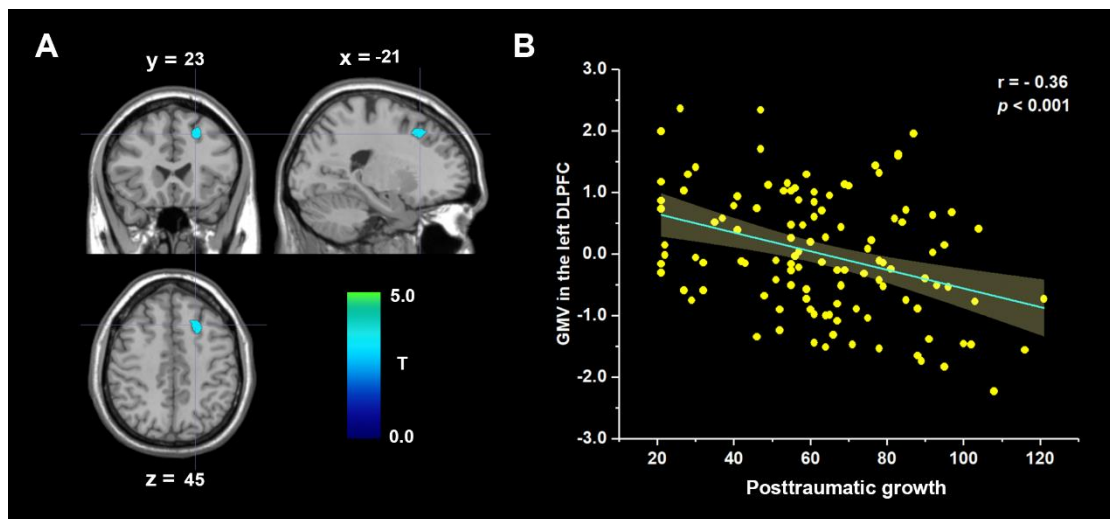 A
y = 23
x = -21
z = 45
5.0
T
0.0
B
r = - 0.36
p < 0.001
GMV in the left DLPFC
3.0
2.0
1.0
0.0
-1.0
-2.0
-3.0
20 40 60 80 100 120
Posttraumatic growth